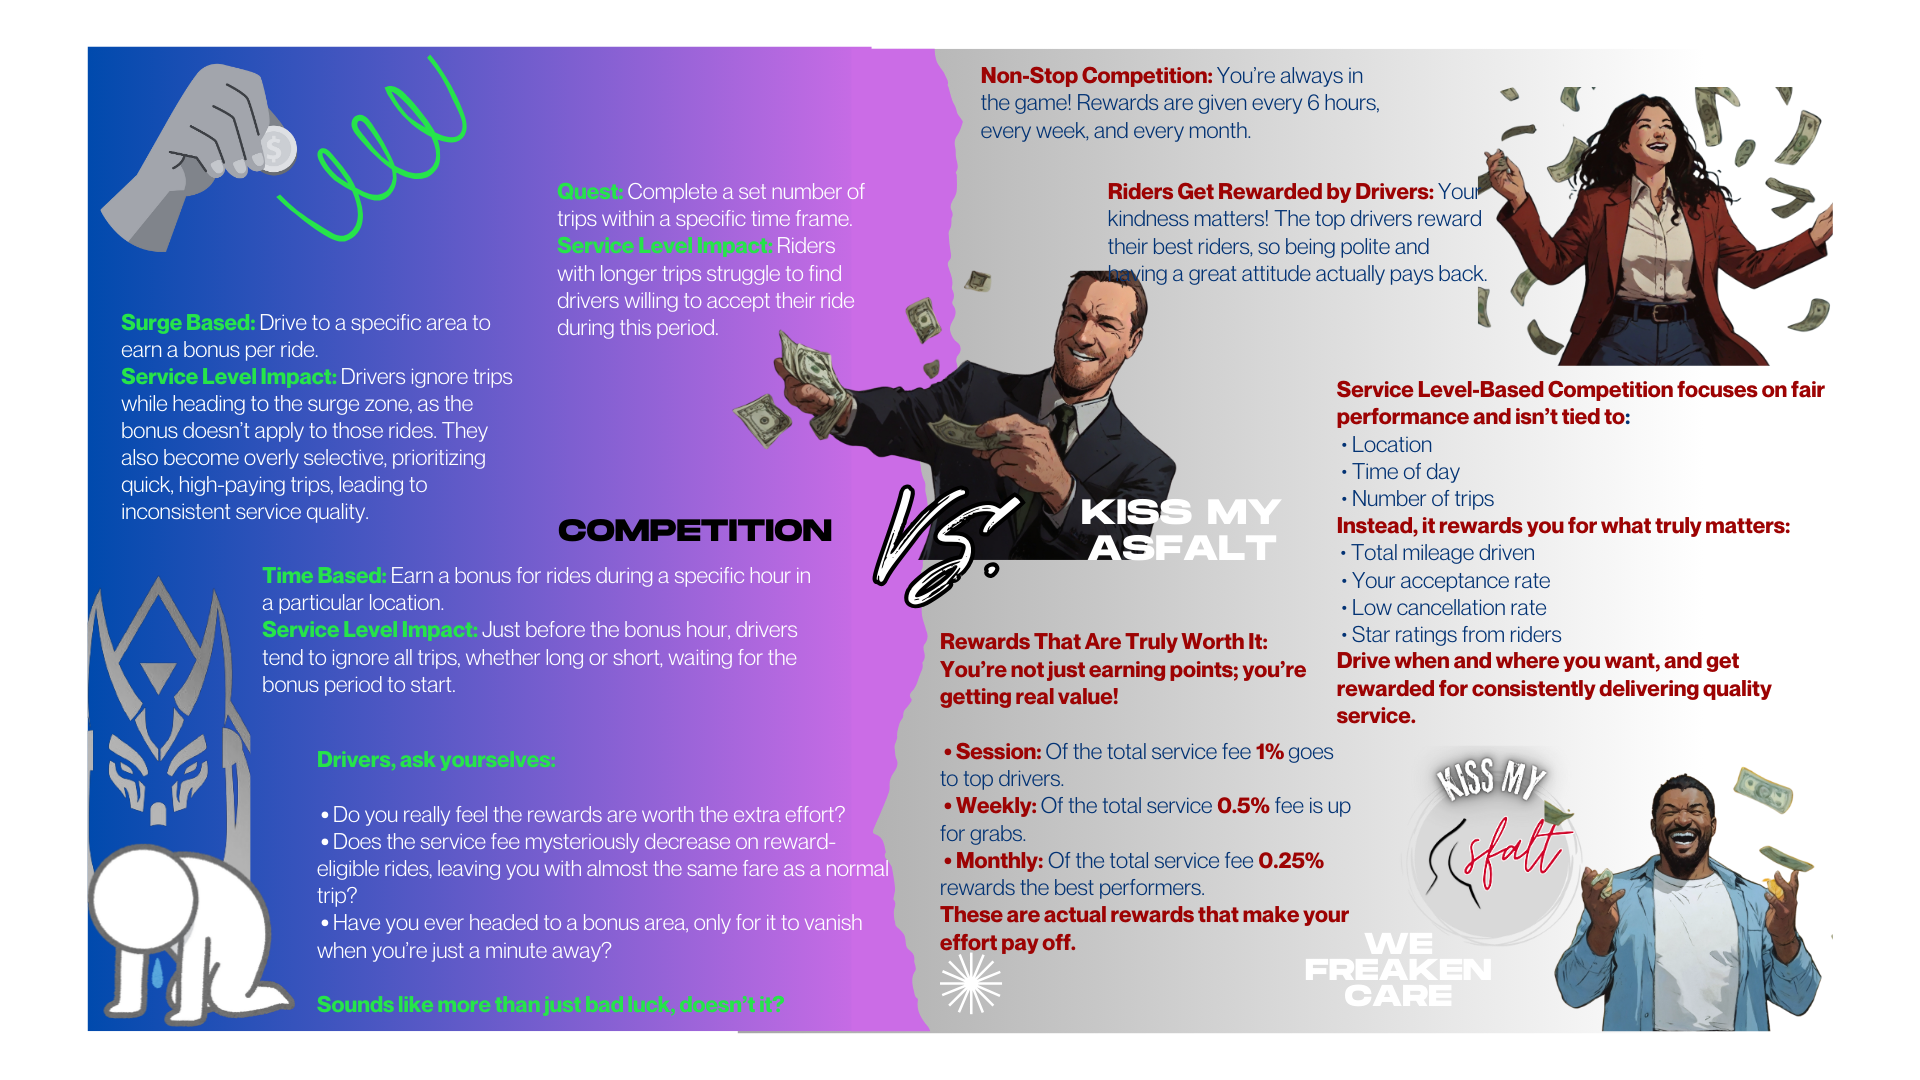 Quest: Complete a set number of
trips within a specific time frame.
Service Level Impact: Riders
with longer trips struggle to find
drivers willing to accept their ride
during this period.
Surge Based: Drive to a specific area to
earn a bonus per ride.
Service Level Impact: Drivers ignore trips
while heading to the surge zone, as the
bonus doesn't apply to those rides. They
also become overly selective, prioritizing
quick, high-paying trips, leading to
inconsistent service quality.
COMPETITION
Time Based: Earn a bonus for rides during a specific hour in
a particular location.
Service Level Impact: Just before the bonus hour, drivers
tend to ignore all trips, whether long or short, waiting for the
bonus period to start.
Drivers, ask yourselves:
• Do you really feel the rewards are worth the extra effort?
• Does the service fee mysteriously decrease on reward-
eligible rides, leaving you with almost the same fare as a normal
trip?
• Have you ever headed to a bonus area, only for it to vanish
when you're just a minute away?
Sounds like more than just bad luck, doesn't it?
VS.
KISS MY
ASFALT
Non-Stop Competition: You're always in
the game! Rewards are given every 6 hours,
every week, and every month.
Riders Get Rewarded by Drivers: Your
kindness matters! The top drivers reward
their best riders, so being polite and
having a great attitude actually pays back.
Service Level-Based Competition focuses on fair
performance and isn't tied to:
• Location
• Time of day
• Number of trips
Instead, it rewards you for what truly matters:
• Total mileage driven
• Your acceptance rate
• Low cancellation rate
• Star ratings from riders
Drive when and where you want, and get
rewarded for consistently delivering quality
service.
Rewards That Are Truly Worth It:
You're not just earning points; you're
getting real value!
• Session: Of the total service fee 1% goes
to top drivers.
• Weekly: Of the total service 0.5% fee is up
for grabs.
• Monthly: Of the total service fee 0.25%
rewards the best performers.
These are actual rewards that make your
effort pay off.
KISS MY
sfalt
WE
FREAKEN
CARE
$